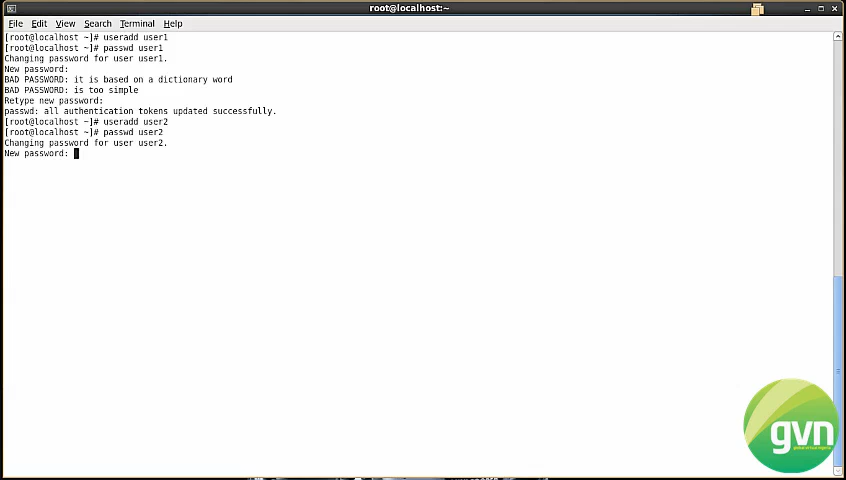 root@localhost:~
File Edit View Search Terminal Help
[root@localhost ~]# useradd user1
[root@localhost ~]# passwd user1
Changing password for user user1.
New password:
BAD PASSWORD: it is based on a dictionary word
BAD PASSWORD: is too simple
Retype new password:
passwd: all authentication tokens updated successfully.
[root@localhost ~]# useradd user2
[root@localhost ~]# passwd user2
Changing password for user user2.
New password:
gvn